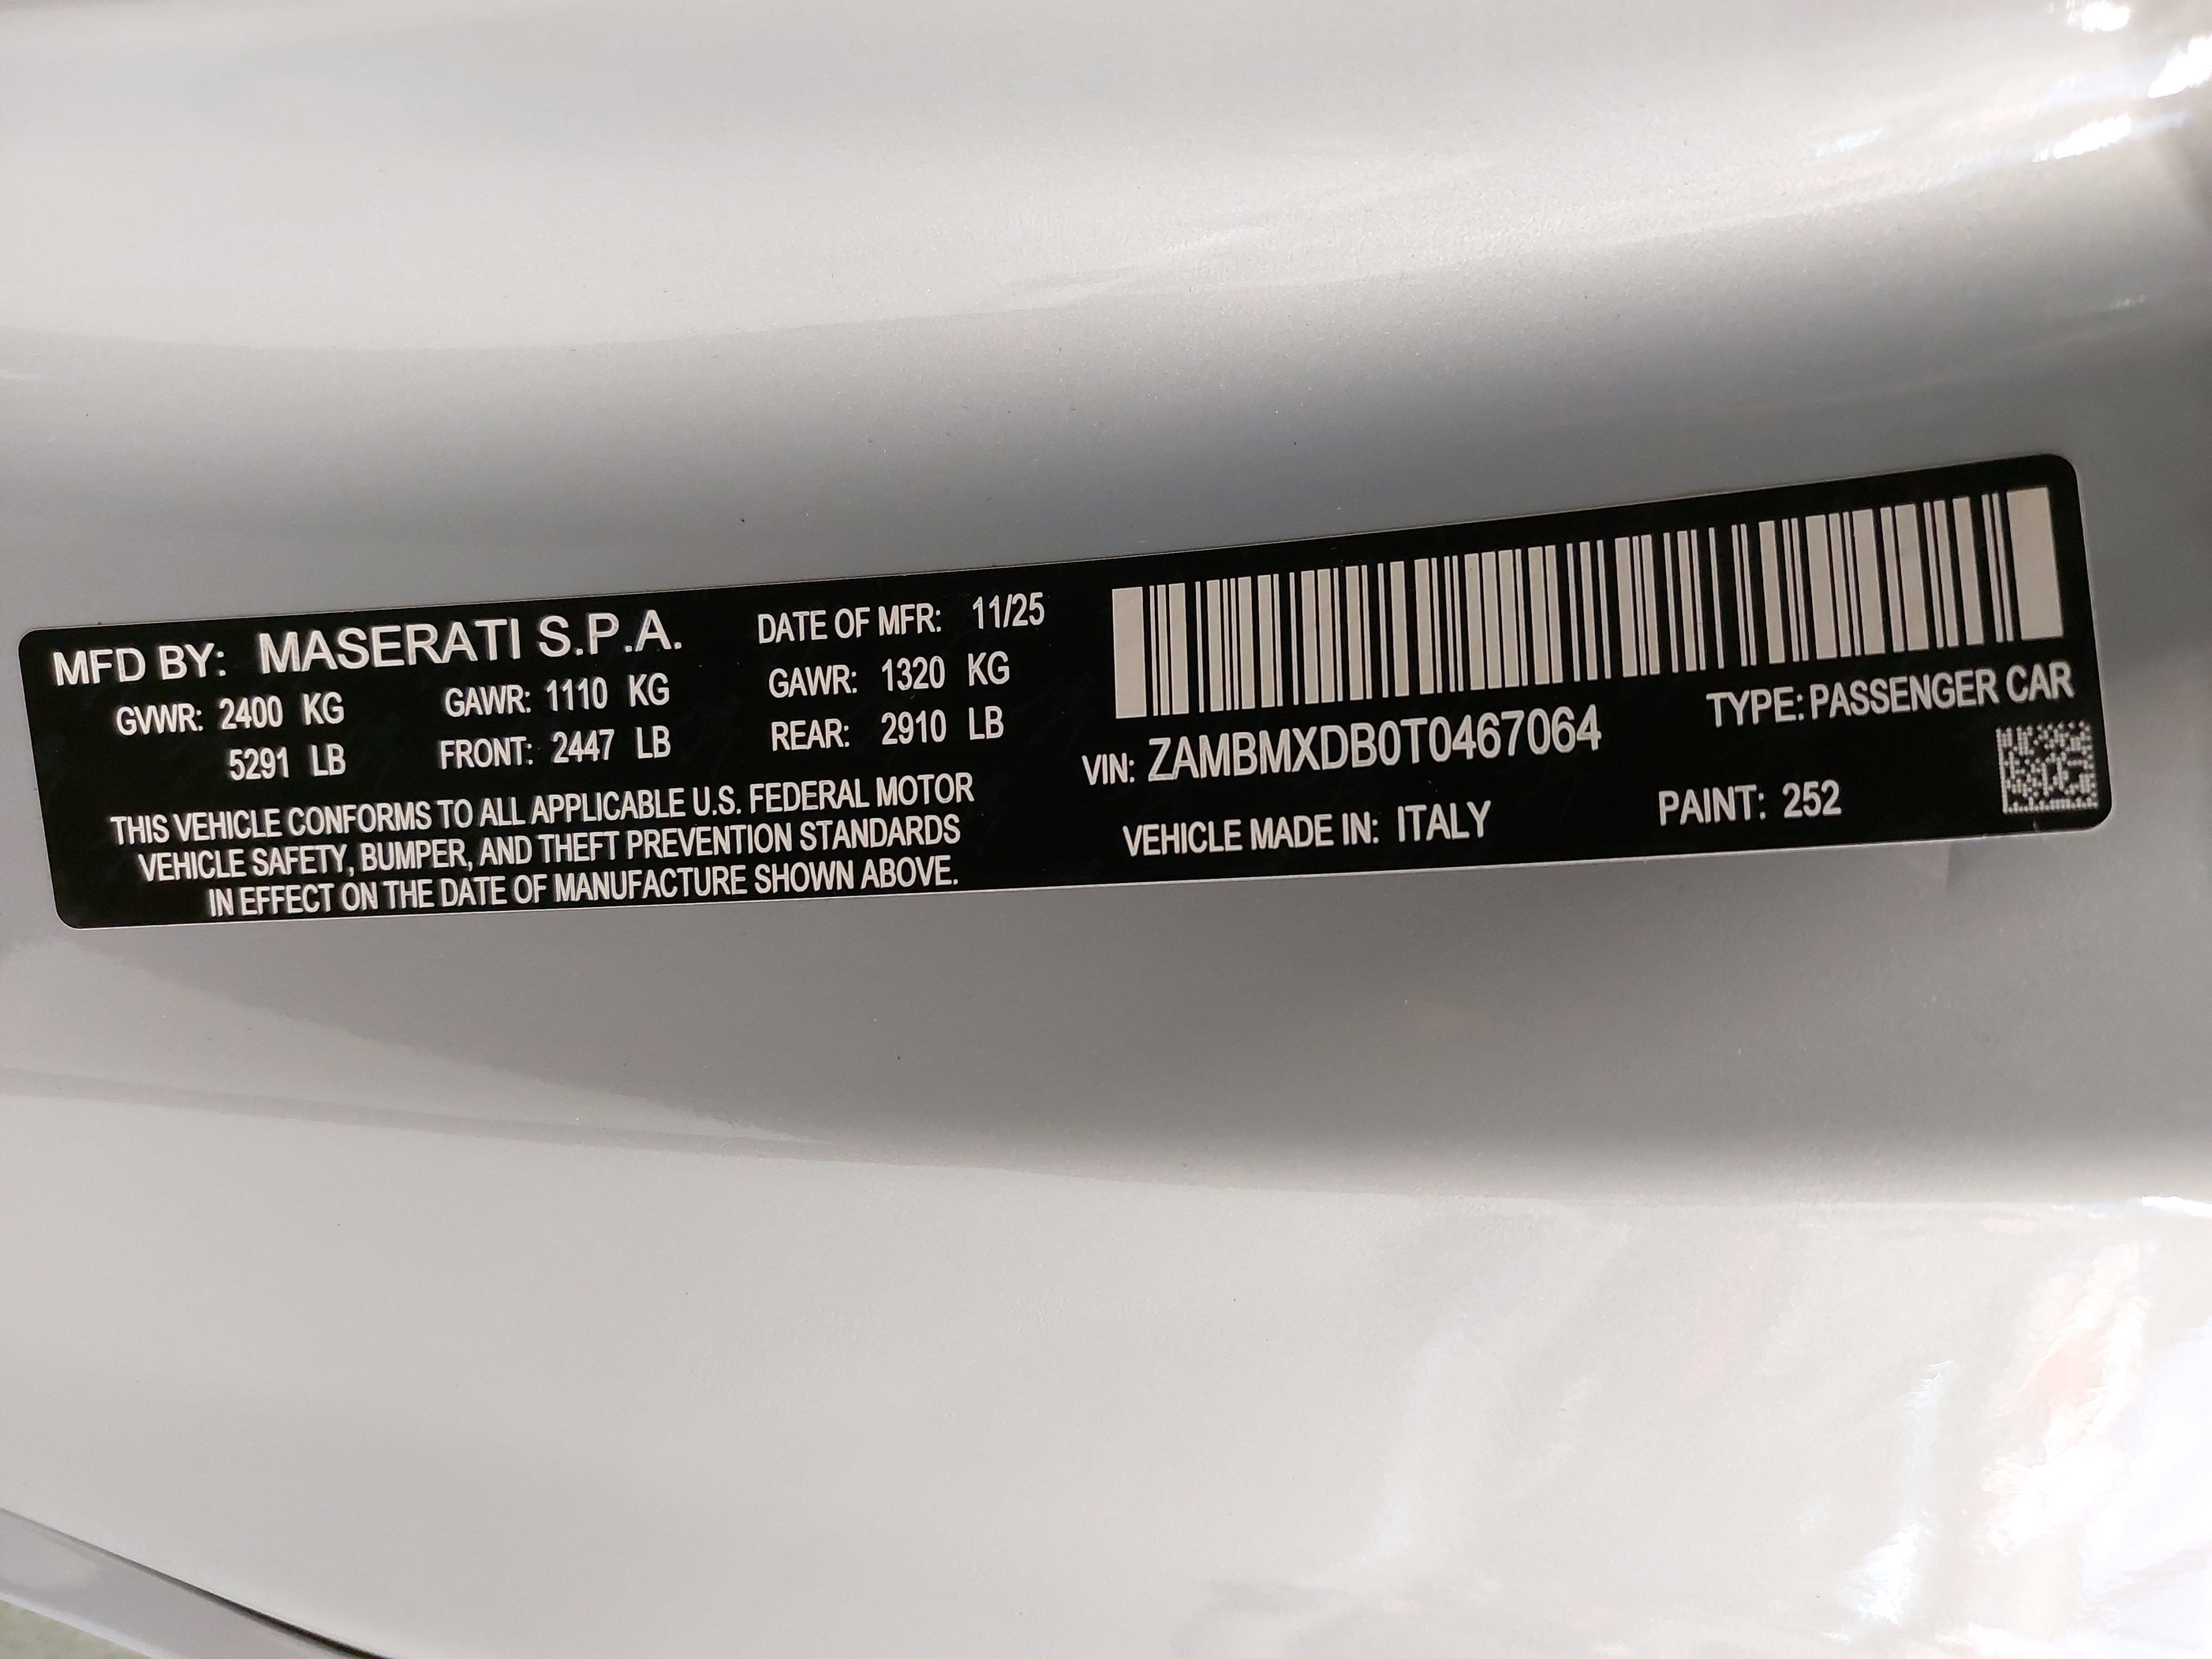 MFD BY: MASERATI S.P.A. DATE OF MFR: 11/25
GVWR: 2400 KG GAWR: 1110 KG GAWR: 1320 KG
5291 LB FRONT: 2447 LB REAR: 2910 LB
THIS VEHICLE CONFORMS TO ALL APPLICABLE U.S. FEDERAL MOTOR
VEHICLE SAFETY, BUMPER, AND THEFT PREVENTION STANDARDS
IN EFFECT ON THE DATE OF MANUFACTURE SHOWN ABOVE.
VIN: ZAMBMXDB0T0467064 TYPE: PASSENGER CAR
VEHICLE MADE IN: ITALY PAINT: 252